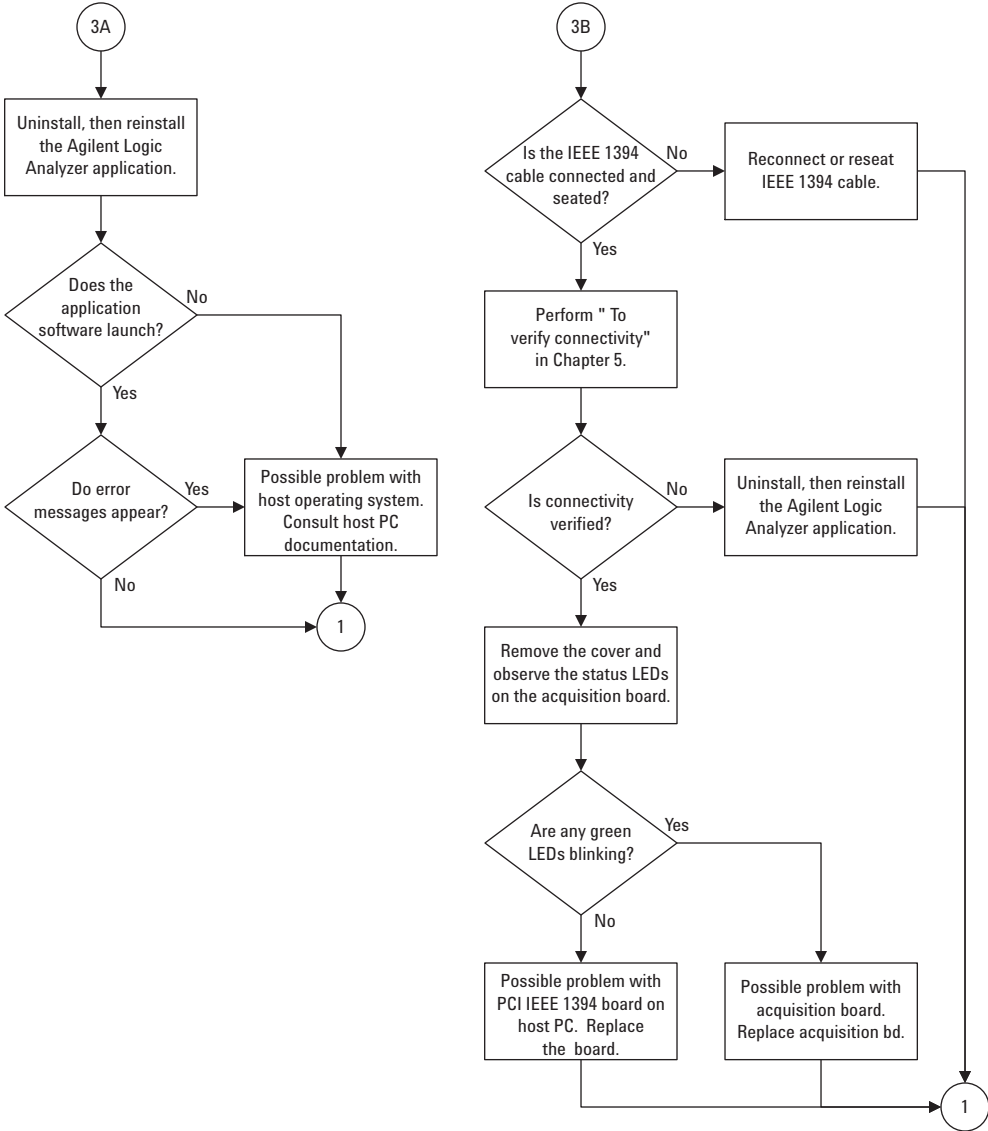 3A
Uninstall, then reinstall
the Agilent Logic
Analyzer application.
Does the
application
software launch?
No
Yes
Do error
messages appear?
Yes
No
Possible problem with
host operating system.
Consult host PC
documentation.
1
3B
Is the IEEE 1394
cable connected and
seated?
No
Yes
Reconnect or reseat
IEEE 1394 cable.
Perform " To
verify connectivity"
in Chapter 5.
Is connectivity
verified?
No
Yes
Uninstall, then reinstall
the Agilent Logic
Analyzer application.
Remove the cover and
observe the status LEDs
on the acquisition board.
Are any green
LEDs blinking?
Yes
No
Possible problem with
PCI IEEE 1394 board on
host PC. Replace
the board.
Possible problem with
acquisition board.
Replace acquisition bd.
1